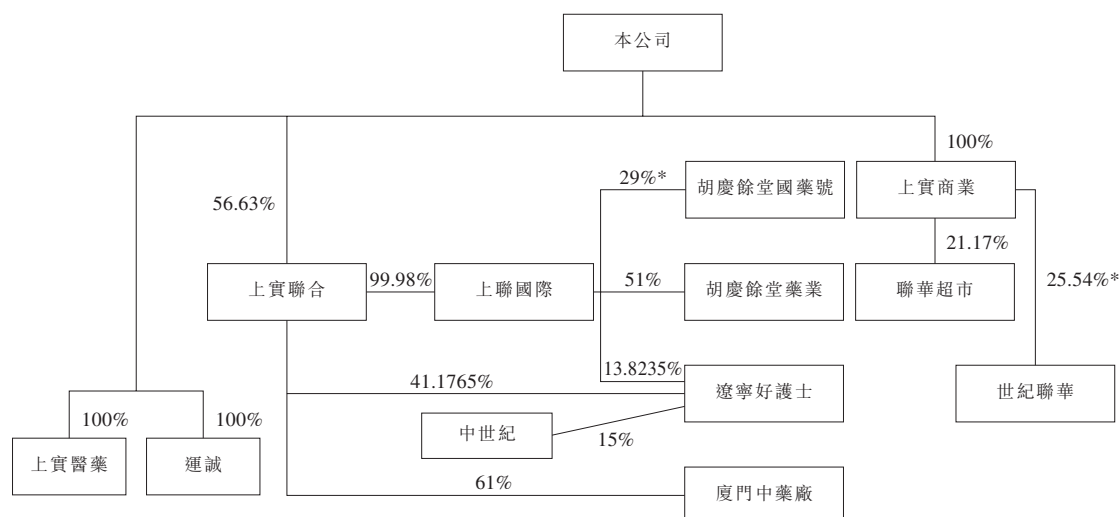 本公司
100%
29%*
胡慶餘堂國藥號
上實商業
56.63%
21.17%
上實聯合
99.98%
上聯國際
51%
胡慶餘堂藥業
聯華超市
25.54%*
13.8235%
41.1765%
遼寧好護士
世紀聯華
100%
100%
中世紀
15%
上實醫藥
運誠
61%
廈門中藥廠